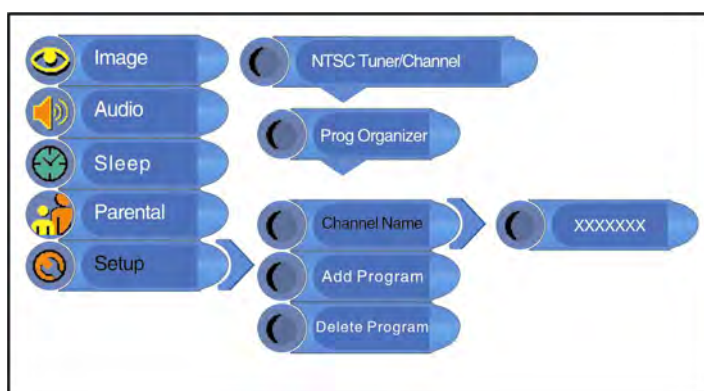 Image
Audio
Sleep
Parental
Setup
NTSC Tuner/Channel
Prog Organizer
Channel Name
Add Program
Delete Program
XXXXXXX